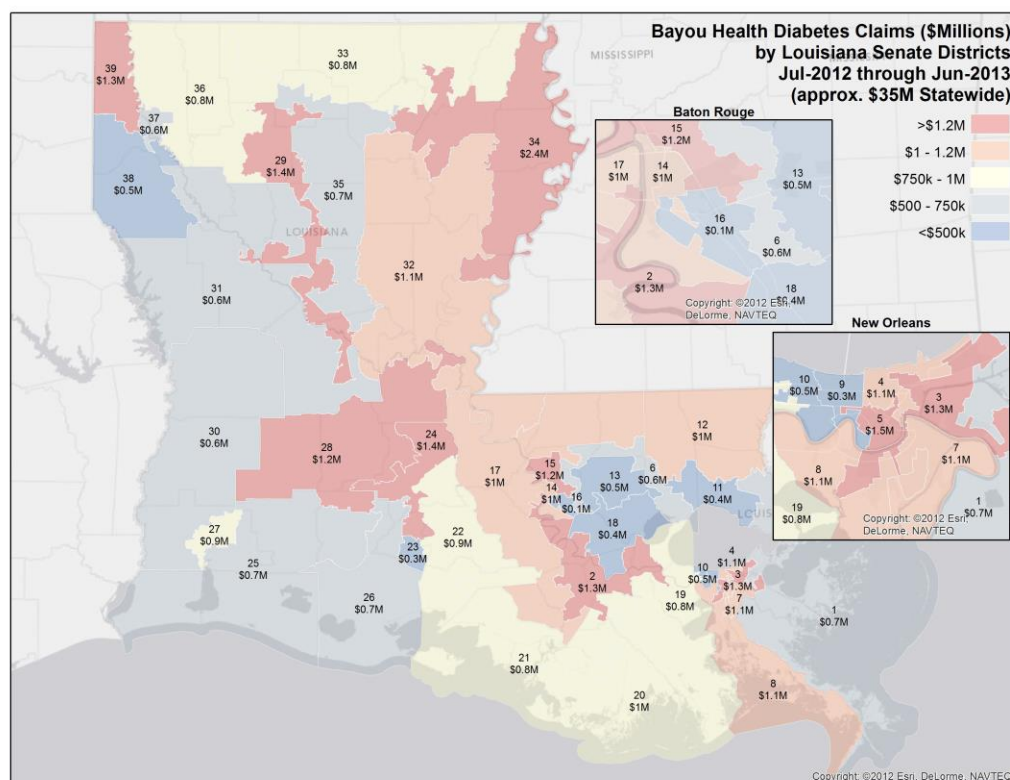 Bayou Health Diabetes Claims ($Millions)
by Louisiana Senate Districts
Jul-2012 through Jun-2013
(approx. $35M Statewide)
>$1.2M
$1 - 1.2M
$750k - 1M
$500 - 750k
<$500k
MISSISSIPPI
LOUISIANA
39
$1.3M
36
$0.8M
33
$0.8M
37
$0.6M
38
$0.5M
29
$1.4M
35
$0.7M
34
$2.4M
32
$1.1M
31
$0.6M
30
$0.6M
28
$1.2M
24
$1.4M
27
$0.9M
25
$0.7M
26
$0.7M
23
$0.3M
22
$0.9M
17
$1M
15
$1.2M
14
$1M
16
$0.1M
13
$0.5M
6
$0.6M
18
$0.4M
12
$1M
11
$0.4M
2
$1.3M
19
$0.8M
10
$0.5M
4
$1.1M
3
$1.3M
7
$1.1M
1
$0.7M
8
$1.1M
21
$0.8M
20
$1M
Baton Rouge
15
$1.2M
17
$1M
14
$1M
13
$0.5M
16
$0.1M
6
$0.6M
2
$1.3M
18
$0.4M
Copyright: ©2012 Esri,
DeLorme, NAVTEQ
New Orleans
10
$0.5M
9
$0.3M
4
$1.1M
3
$1.3M
5
$1.5M
7
$1.1M
8
$1.1M
19
$0.8M
1
$0.7M
Copyright: ©2012 Esri,
DeLorme, NAVTEQ
Copyright: ©2012 Esri, DeLorme, NAVTEQ